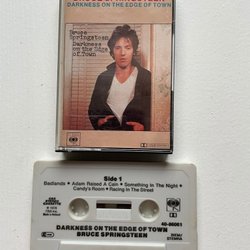 DARKNESS ON THE EDGE OF TOWN
Bruce Springsteen
Darkness
on the Edge
of Town
CBS
Side 1
Badlands • Adam Raised A Cain • Something In The Night •
Candy's Room • Racing In The Street
40-86061
DARKNESS ON THE EDGE OF TOWN
BRUCE SPRINGSTEEN